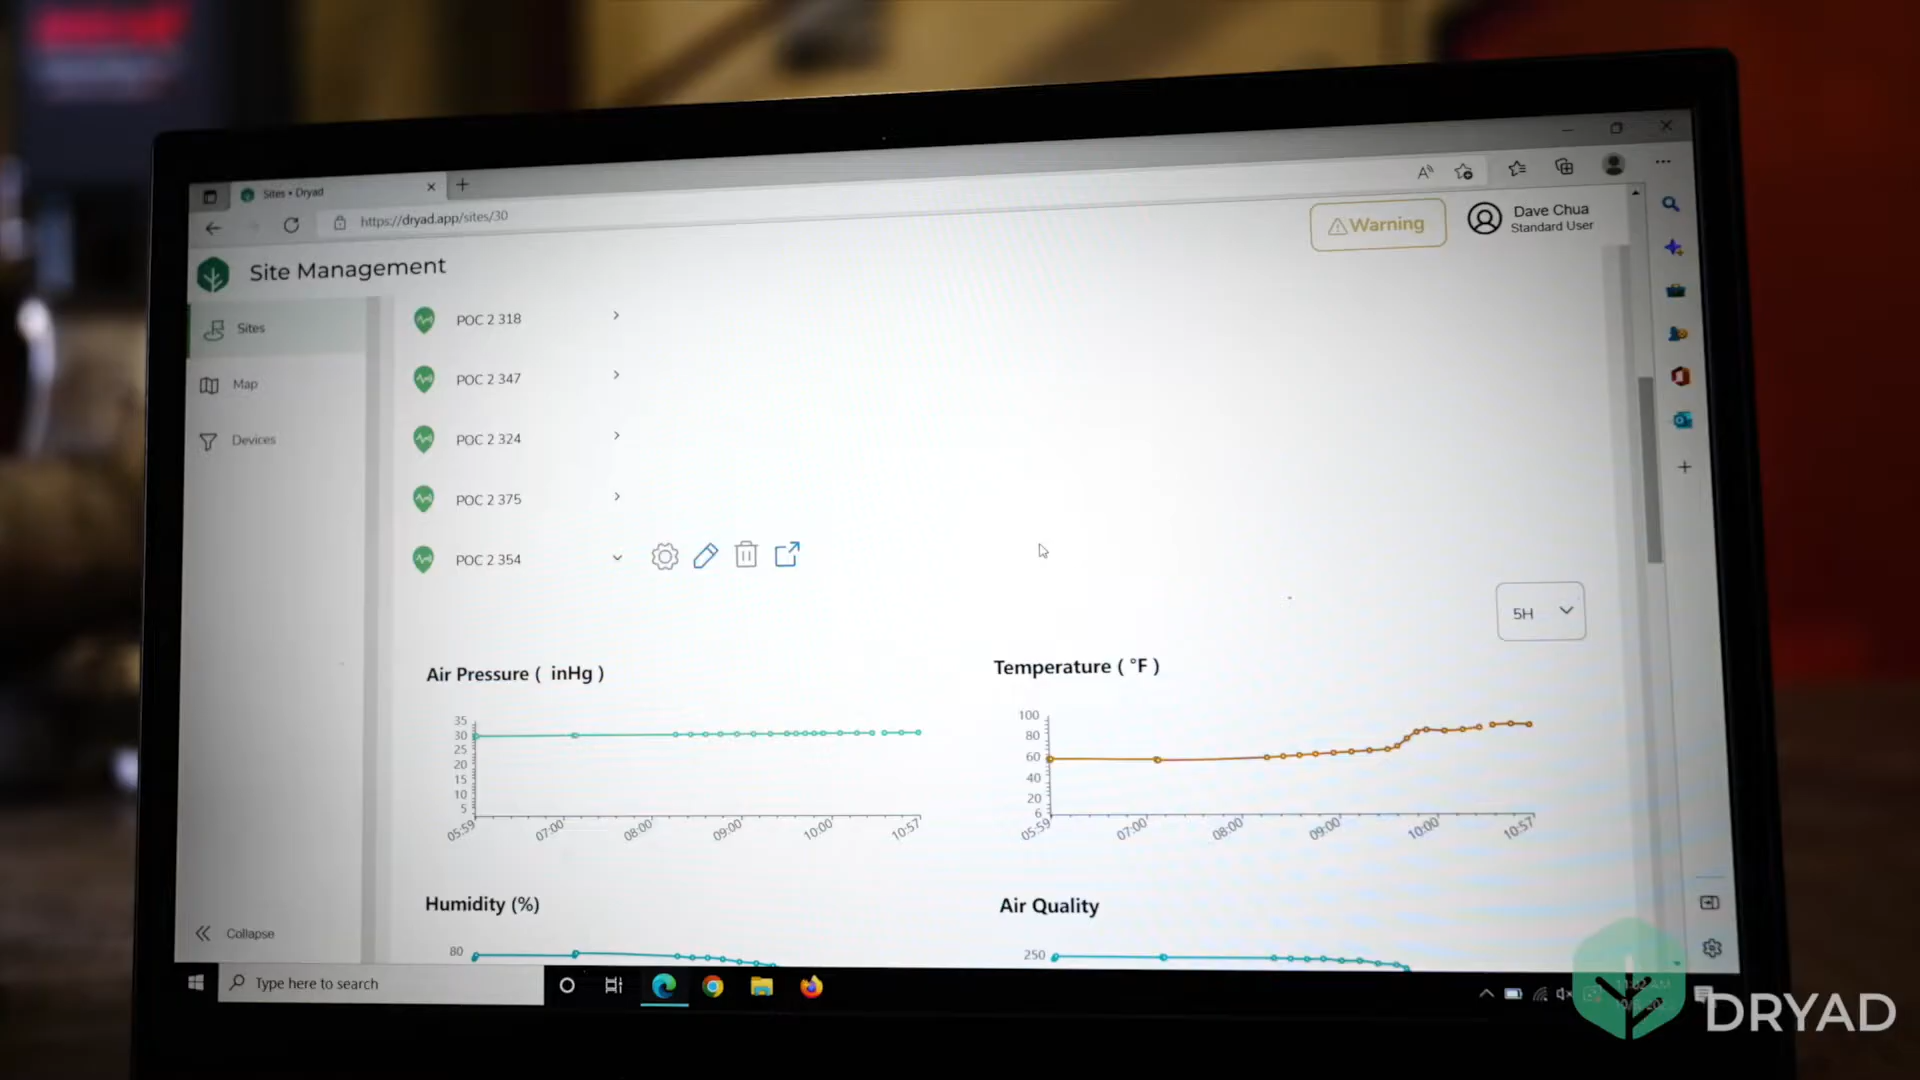 Sites • Dryad
https://dryad.app/sites/30
Warning
Dave Chua
Standard User
Site Management
Sites
Map
Devices
POC 2 318
POC 2 347
POC 2 324
POC 2 375
POC 2 354
5H
Air Pressure ( inHg )
35
30
25
20
15
10
5
05:59
07:00
08:00
09:00
10:00
10:57
Temperature ( °F )
100
80
60
40
20
6
05:59
07:00
08:00
09:00
10:00
10:57
Humidity (%)
80
Air Quality
250
Collapse
Type here to search
DRYAD